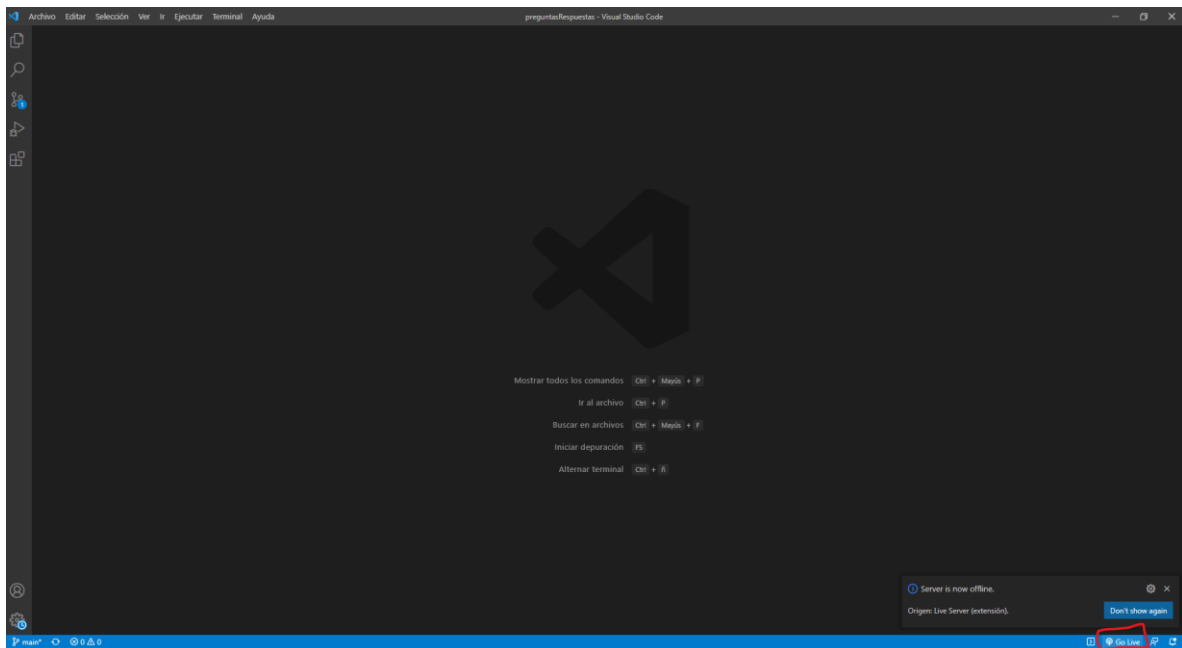 Archivo Editar Selección Ver Ir Ejecutar Terminal Ayuda
preguntasRespuestas - Visual Studio Code
1
Mostrar todos los comandos Ctrl + Mayús + P
Ir al archivo Ctrl + P
Buscar en archivos Ctrl + Mayús + F
Iniciar depuración F5
Alternar terminal Ctrl + ñ
Server is now offline.
Origen: Live Server (extensión).
Don't show again
main* 0 0
Go Live